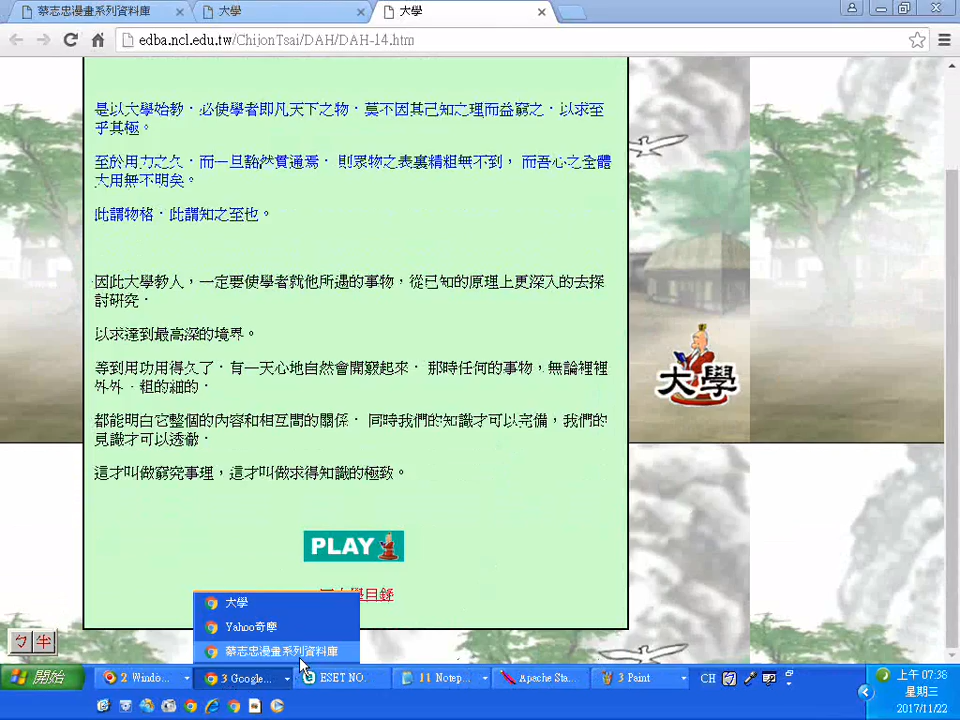 蔡志忠漫畫系列資料庫
大學
大學
edba.ncl.edu.tw/ChijonTsai/DAH/DAH-14.htm
是以大學始教．必使學者即凡天下之物．莫不因其已知之理而益窮之．以求至
乎其極。
至於用力之久．而一旦豁然貫通焉． 則眾物之表裏精粗無不到， 而吾心之全體
大用無不明矣。
此謂物格．此謂知之至也。
因此大學教人，一定要使學者就他所遇的事物，從已知的原理上更深入的去探
討研究．
以求達到最高深的境界。
等到用功用得久了．有一天心地自然會開竅起來． 那時任何的事物，無論裡裡
外外．粗的細的．
都能明白它整個的內容和相互間的關係． 同時我們的知識才可以完備，我們的
見識才可以透徹．
這才叫做窮究事理，這才叫做求得知識的極致。
大學
PLAY
大學目錄
大學
Yahoo奇摩
蔡志忠漫畫系列資料庫
ㄅ 半
開始
2 Windo...
3 Google...
ESET NO.
11 Notep...
Apache Sta...
3 Paint
CH
上午 07:38
星期三
2017/11/22